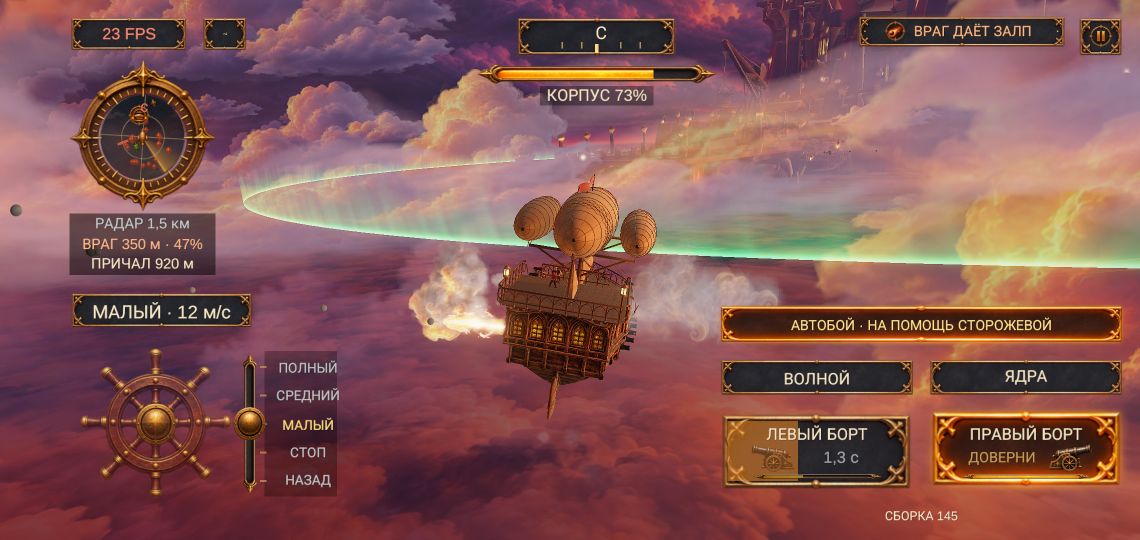 23 FPS
С
ВРАГ ДАЁТ ЗАЛП
КОРПУС 73%
РАДАР 1,5 км
ВРАГ 350 м · 47%
ПРИЧАЛ 920 м
МАЛЫЙ · 12 м/с
ПОЛНЫЙ
СРЕДНИЙ
МАЛЫЙ
СТОП
НАЗАД
АВТОБОЙ · НА ПОМОЩЬ СТОРОЖЕВОЙ
ВОЛНОЙ
ЯДРА
ЛЕВЫЙ БОРТ
1,3 с
ПРАВЫЙ БОРТ
ДОВЕРНИ
СБОРКА 145